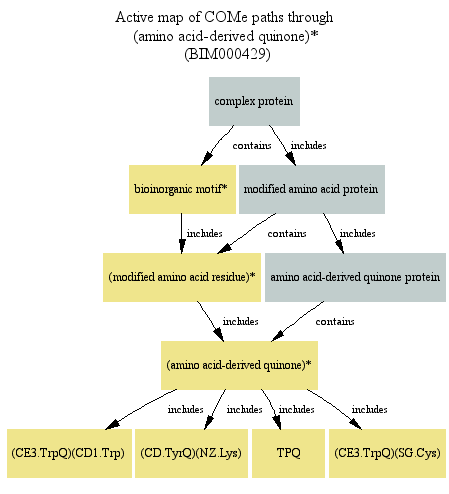 Active map of COMe paths through
(amino acid-derived quinone)*
(BIM000429)
complex protein
contains
includes
bioinorganic motif*
modified amino acid protein
includes
contains
includes
(modified amino acid residue)*
amino acid-derived quinone protein
includes
contains
(amino acid-derived quinone)*
includes
includes
includes
includes
(CE3.TrpQ)(CD1.Trp)
(CD.TyrQ)(NZ.Lys)
TPQ
(CE3.TrpQ)(SG.Cys)